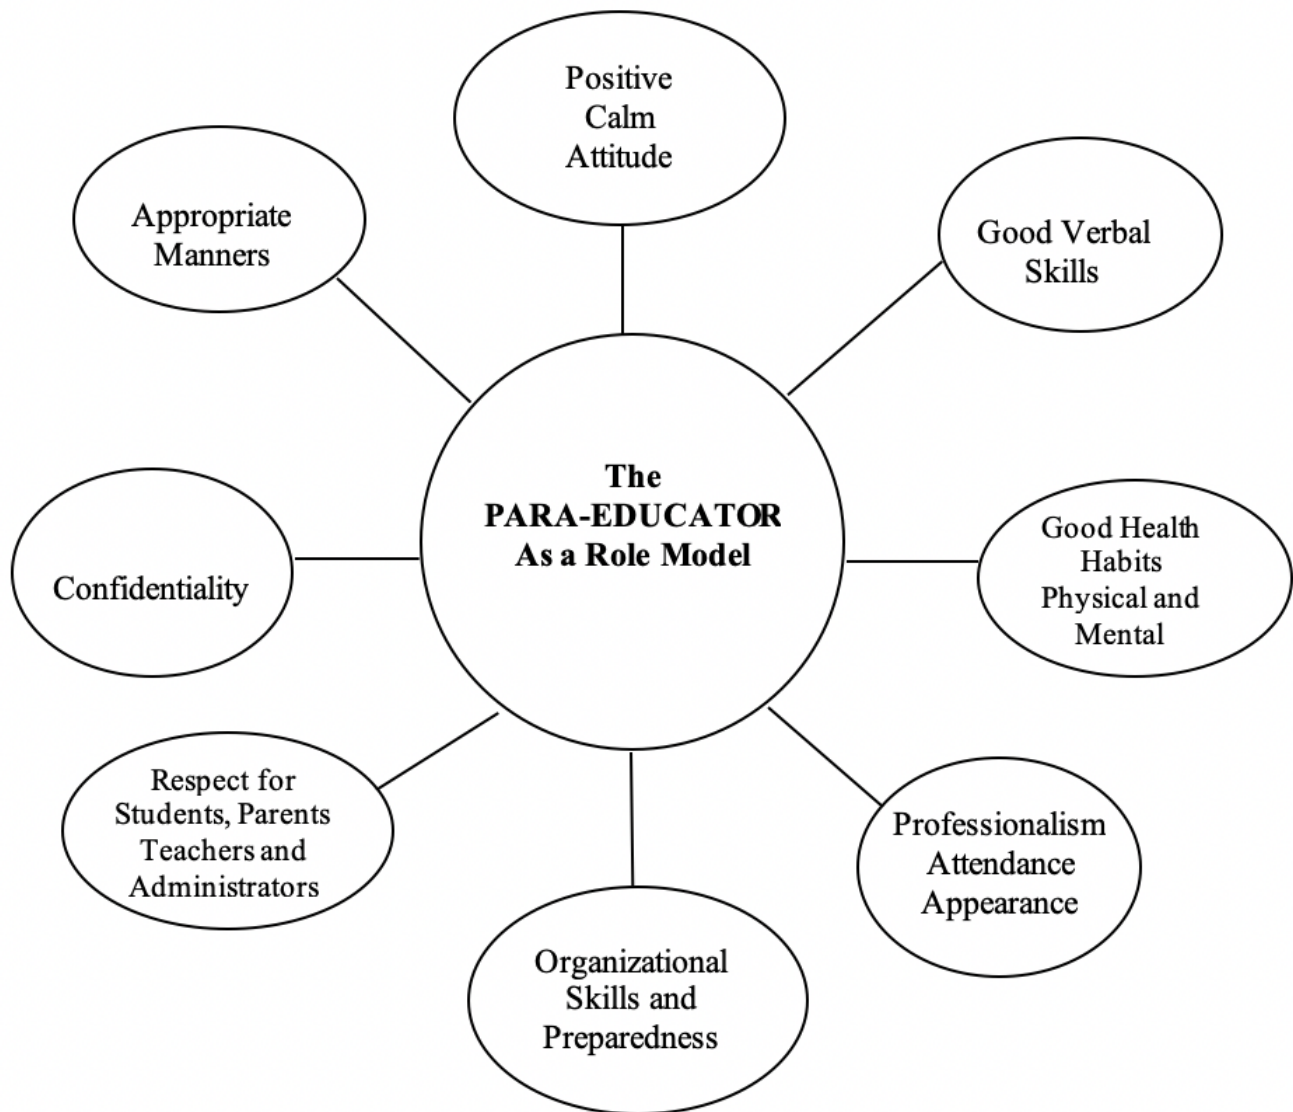 Positive
Calm
Attitude
Appropriate
Manners
Good Verbal
Skills
The
PARA-EDUCATOR
As a Role Model
Confidentiality
Good Health
Habits
Physical and
Mental
Respect for
Students, Parents
Teachers and
Administrators
Professionalism
Attendance
Appearance
Organizational
Skills and
Preparedness